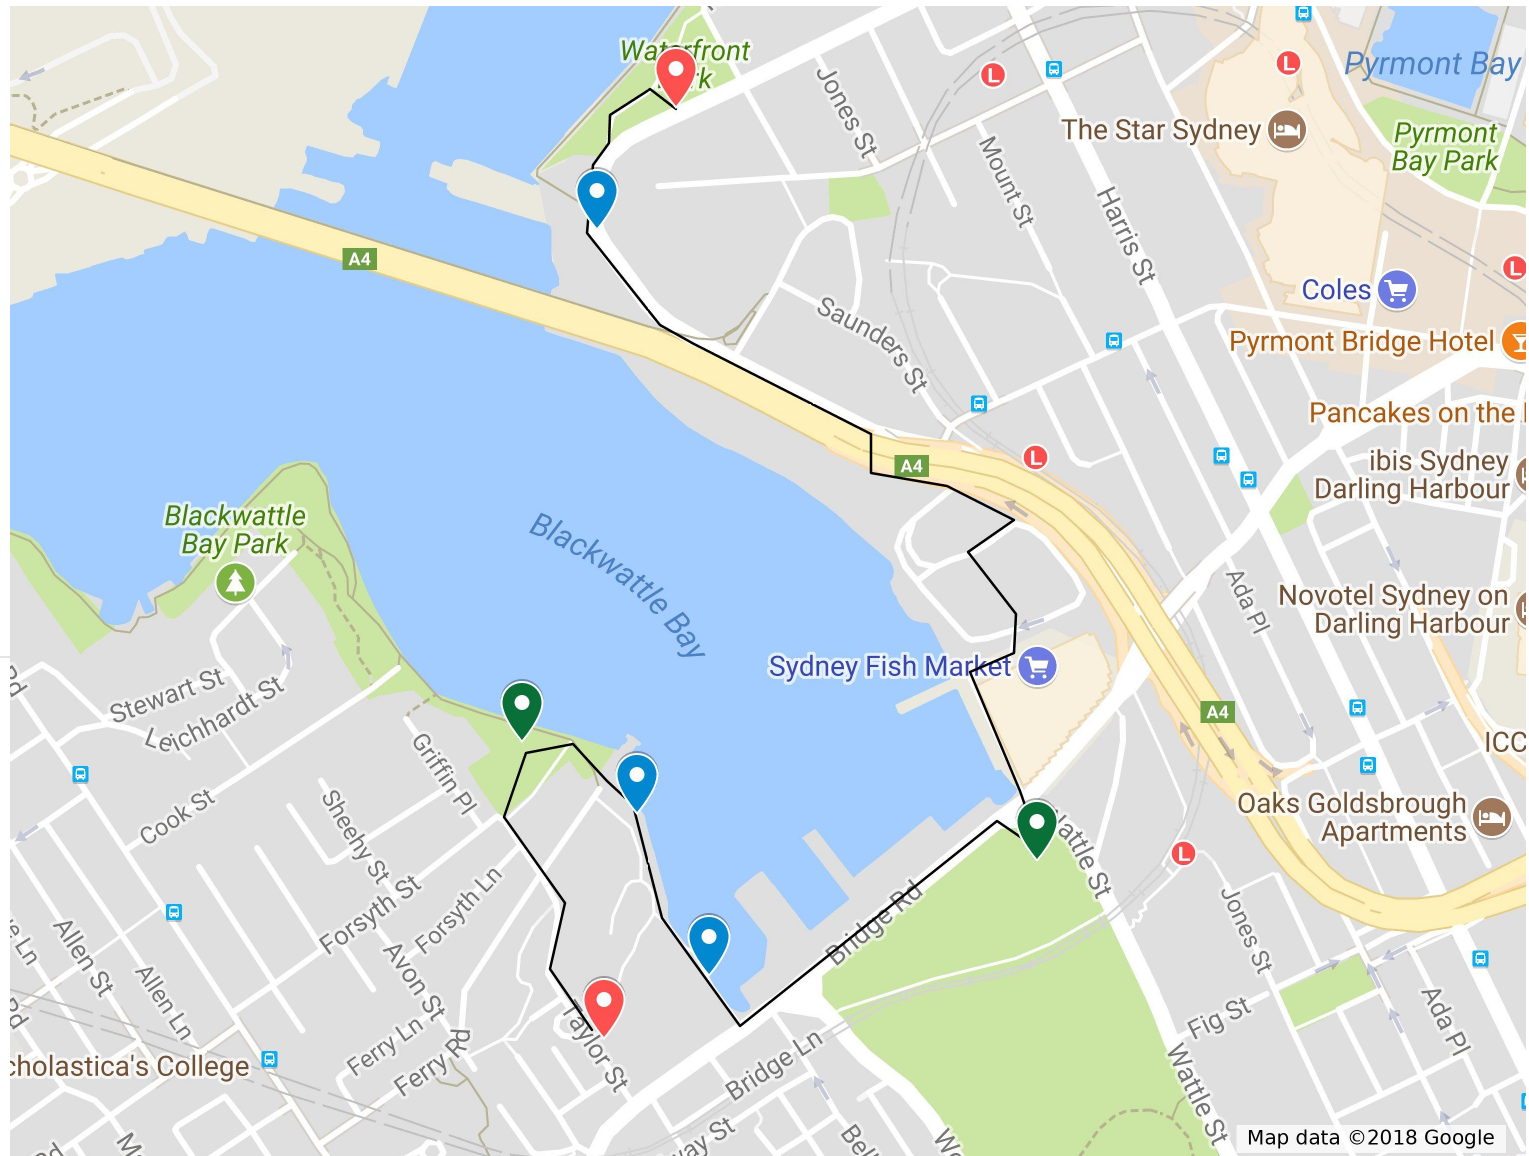 Waterfront
Pyrmont Bay
Jones St
The Star Sydney
Pyrmont
Bay Park
Mount St
Harris St
A4
Coles
Saunders St
Pyrmont Bridge Hotel
Pancakes on the
A4
ibis Sydney
Darling Harbour
Blackwattle
Bay Park
Blackwattle Bay
Ada Pl
Novotel Sydney on
Darling Harbour
Sydney Fish Market
Stewart St
Leichhardt St
A4
ICC
Griffin Pl
Cook St
Sheehy St
Oaks Goldsbrough
Apartments
Wattle St
Forsyth St
Forsyth Ln
Bridge Rd
Jones St
Allen St
Allen Ln
Avon St
Fig St
Ada Pl
Taylor St
Ferry Ln
Ferry Rd
Bridge Ln
cholastica's College
Wattle St
way St
Map data ©2018 Google